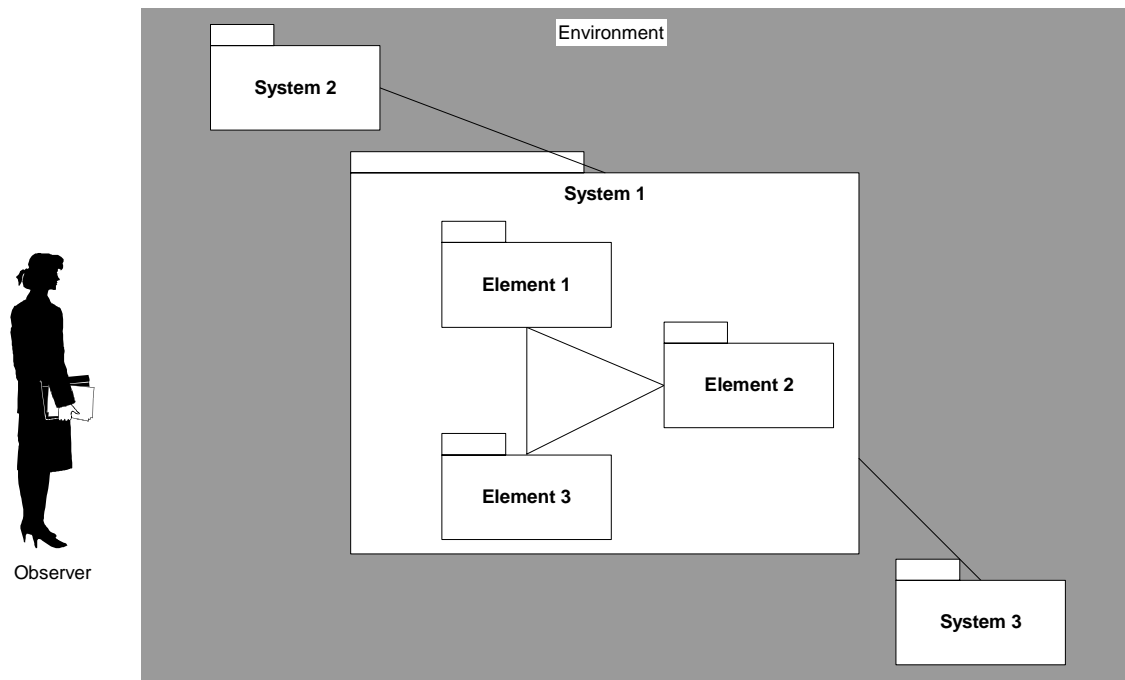 Environment
System 2
System 1
Element 1
Element 2
Element 3
Observer
System 3